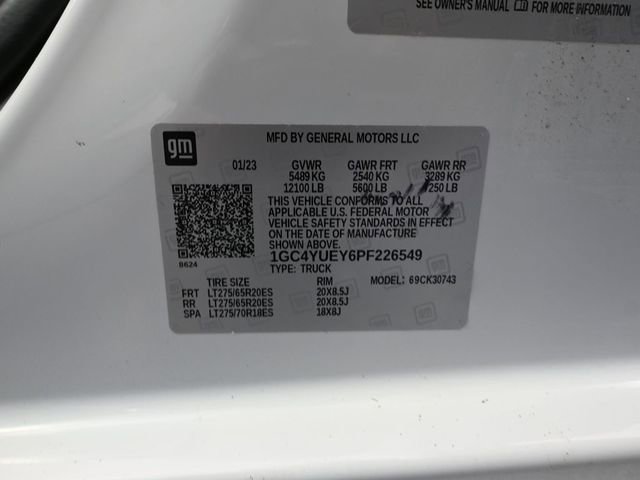 SEE OWNER'S MANUAL FOR MORE INFORMATION
gm
MFD BY GENERAL MOTORS LLC
01/23 GVWR GAWR FRT GAWR RR
5489 KG 2540 KG 3289 KG
12100 LB 5600 LB 7250 LB
THIS VEHICLE CONFORMS TO ALL
APPLICABLE U.S. FEDERAL MOTOR
VEHICLE SAFETY STANDARDS IN EFFECT
ON THE DATE OF MANUFACTURE
SHOWN ABOVE.
8624
1GC4YUEY6PF226549
TYPE: TRUCK
TIRE SIZE RIM MODEL: 69CK30743
FRT LT275/65R20ES 20X8.5J
RR LT275/65R20ES 20X8.5J
SPA LT275/70R18ES 18X8J